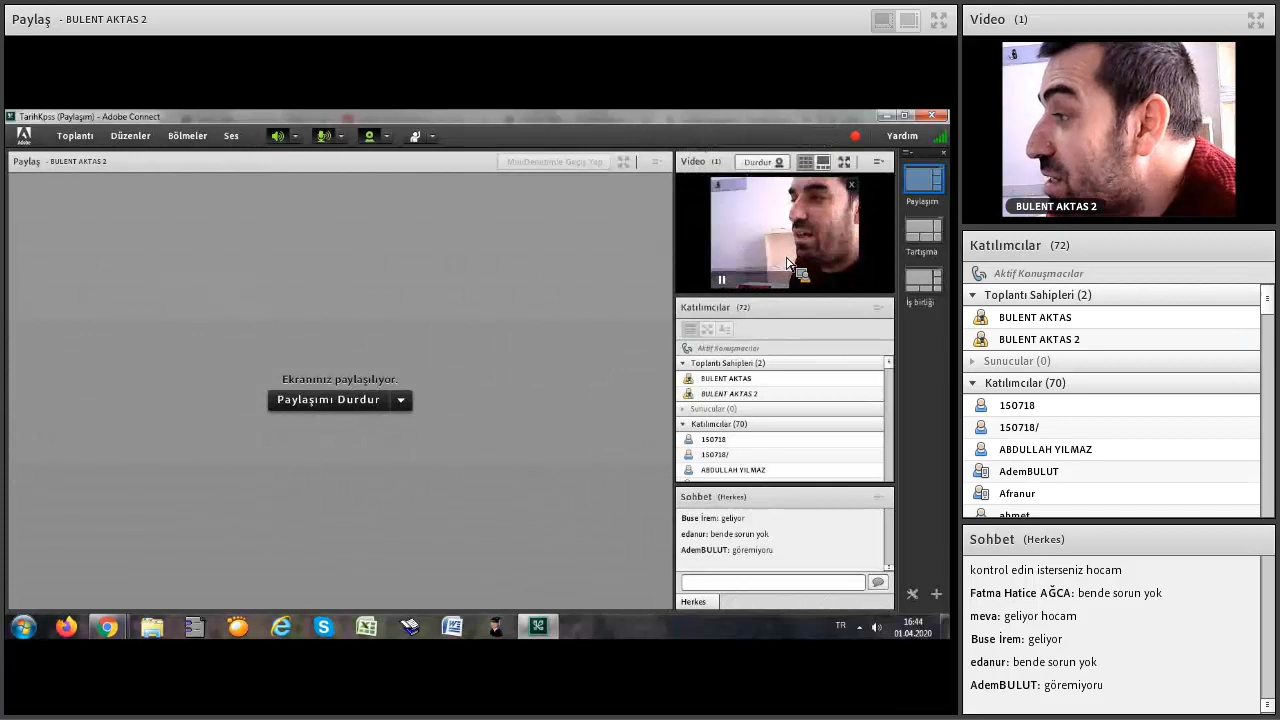 Paylaş - BULENT AKTAS 2
TarihKpss (Paylaşım) - Adobe Connect
Toplantı Düzenler Bölmeler Ses Yardım
Adobe
Paylaş - BULENT AKTAS 2
Ekranınız paylaşılıyor.
Paylaşımı Durdur
Video (1) Durdur
Katılımcılar (72)
Aktif Konuşmacılar
Toplantı Sahipleri (2)
BULENT AKTAS
BULENT AKTAS 2
Sunucular (0)
Katılımcılar (70)
150718
150718/
ABDULLAH YILMAZ
Sohbet (Herkes)
Buse İrem: geliyor
edanur: bende sorun yok
AdemBULUT: göremiyoru
Herkes
Paylaşım
Tartışma
İş birliği
TR
16:44
01.04.2020
Video (1)
BULENT AKTAS 2
Katılımcılar (72)
Aktif Konuşmacılar
Toplantı Sahipleri (2)
BULENT AKTAS
BULENT AKTAS 2
Sunucular (0)
Katılımcılar (70)
150718
150718/
ABDULLAH YILMAZ
AdemBULUT
Afranur
ahmet
Sohbet (Herkes)
kontrol edin isterseniz hocam
Fatma Hatice AĞCA: bende sorun yok
meva: geliyor hocam
Buse İrem: geliyor
edanur: bende sorun yok
AdemBULUT: göremiyoru